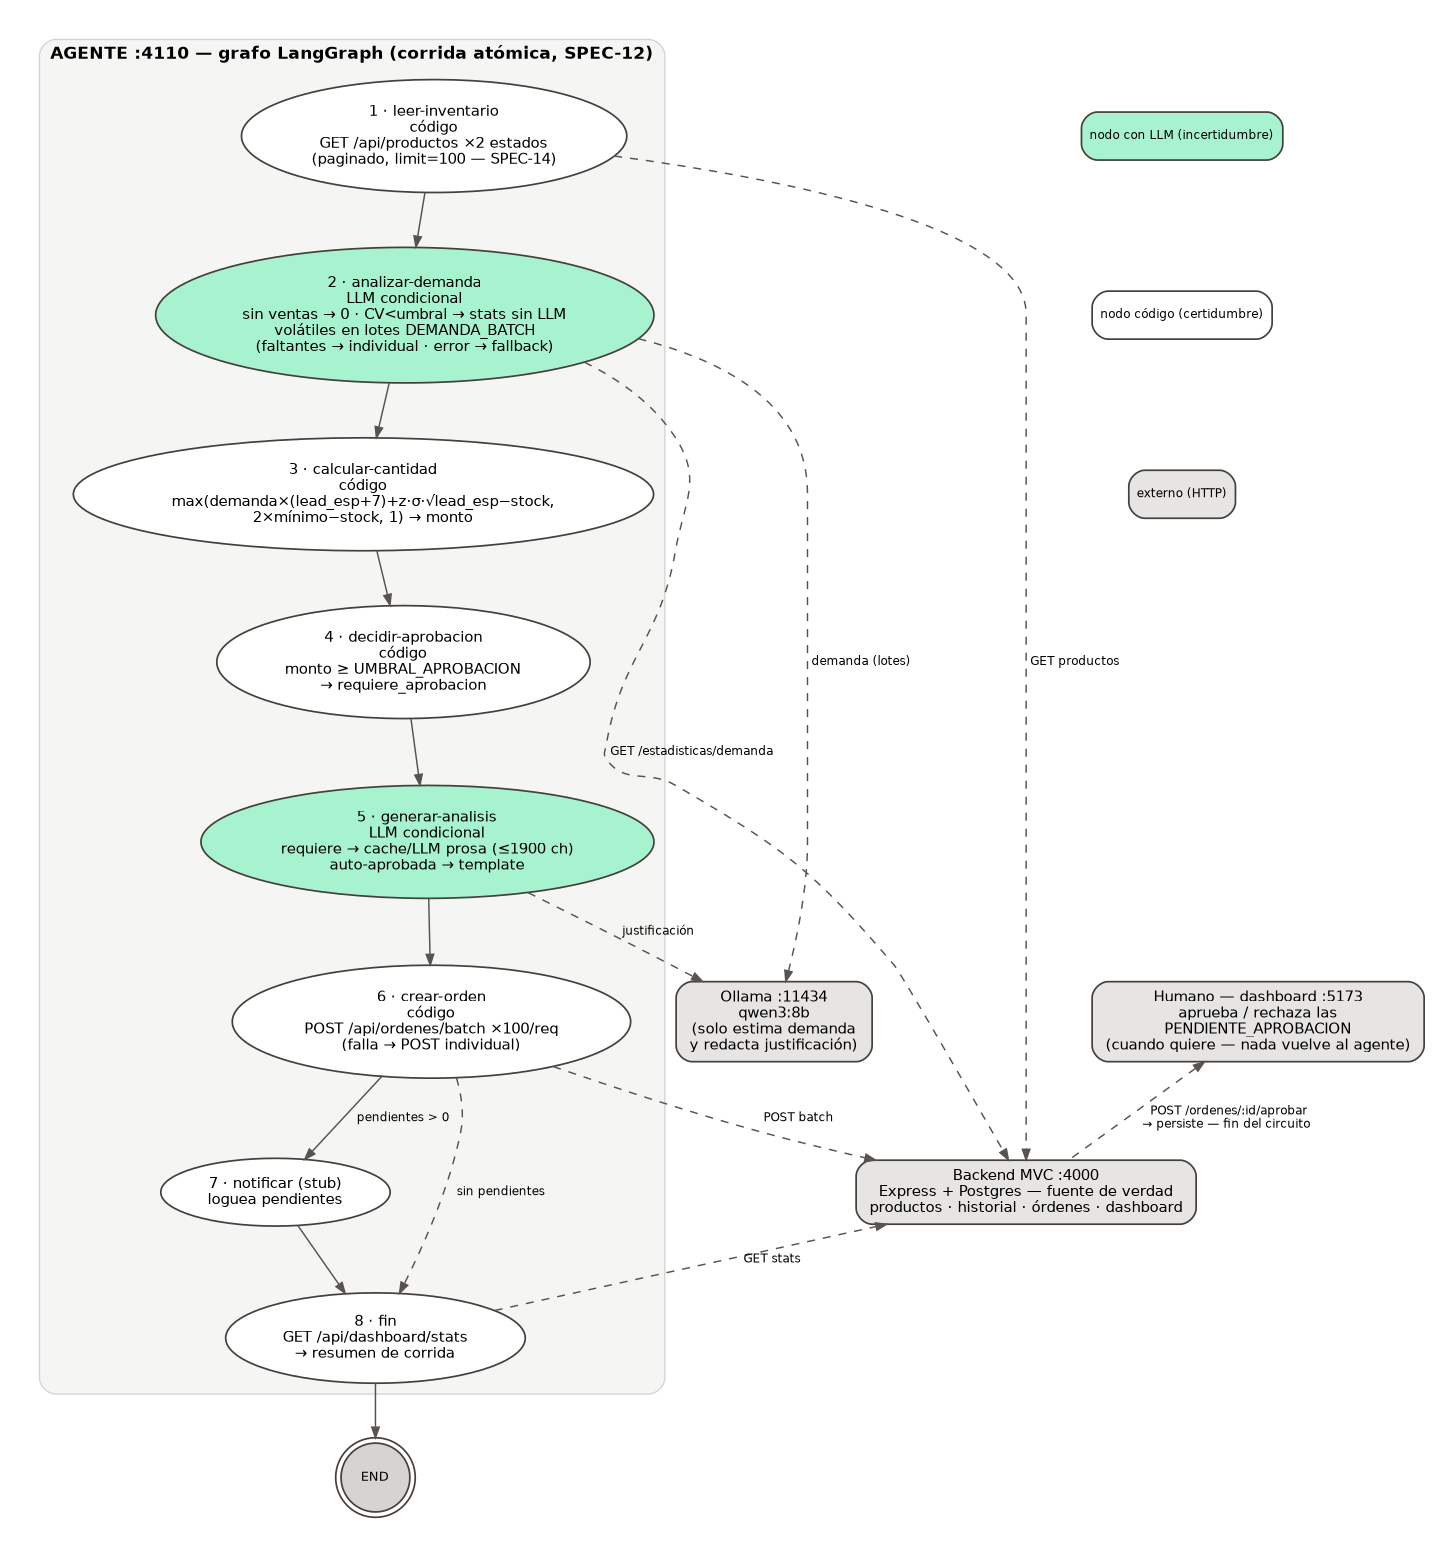 AGENTE :4110 — grafo LangGraph (corrida atómica, SPEC-12)
1 · leer-inventario
código
GET /api/productos ×2 estados
(paginado, limit=100 — SPEC-14)
nodo con LLM (incertidumbre)
2 · analizar-demanda
LLM condicional
sin ventas → 0 · CV<umbral → stats sin LLM
volátiles en lotes DEMANDA_BATCH
(faltantes → individual · error → fallback)
nodo código (certidumbre)
3 · calcular-cantidad
código
max(demanda×(lead_esp+7)+z·σ·√lead_esp−stock,
2×mínimo−stock, 1) → monto
externo (HTTP)
4 · decidir-aprobacion
código
monto ≥ UMBRAL_APROBACION
→ requiere_aprobacion
demanda (lotes)
GET productos
GET /estadisticas/demanda
5 · generar-analisis
LLM condicional
requiere → cache/LLM prosa (≤1900 ch)
auto-aprobada → template
justificación
6 · crear-orden
código
POST /api/ordenes/batch ×100/req
(falla → POST individual)
Ollama :11434
qwen3:8b
(solo estima demanda
y redacta justificación)
Humano — dashboard :5173
aprueba / rechaza las
PENDIENTE_APROBACION
(cuando quiere — nada vuelve al agente)
pendientes > 0
POST batch
POST /ordenes/:id/aprobar
→ persiste — fin del circuito
7 · notificar (stub)
loguea pendientes
sin pendientes
Backend MVC :4000
Express + Postgres — fuente de verdad
productos · historial · órdenes · dashboard
GET stats
8 · fin
GET /api/dashboard/stats
→ resumen de corrida
END